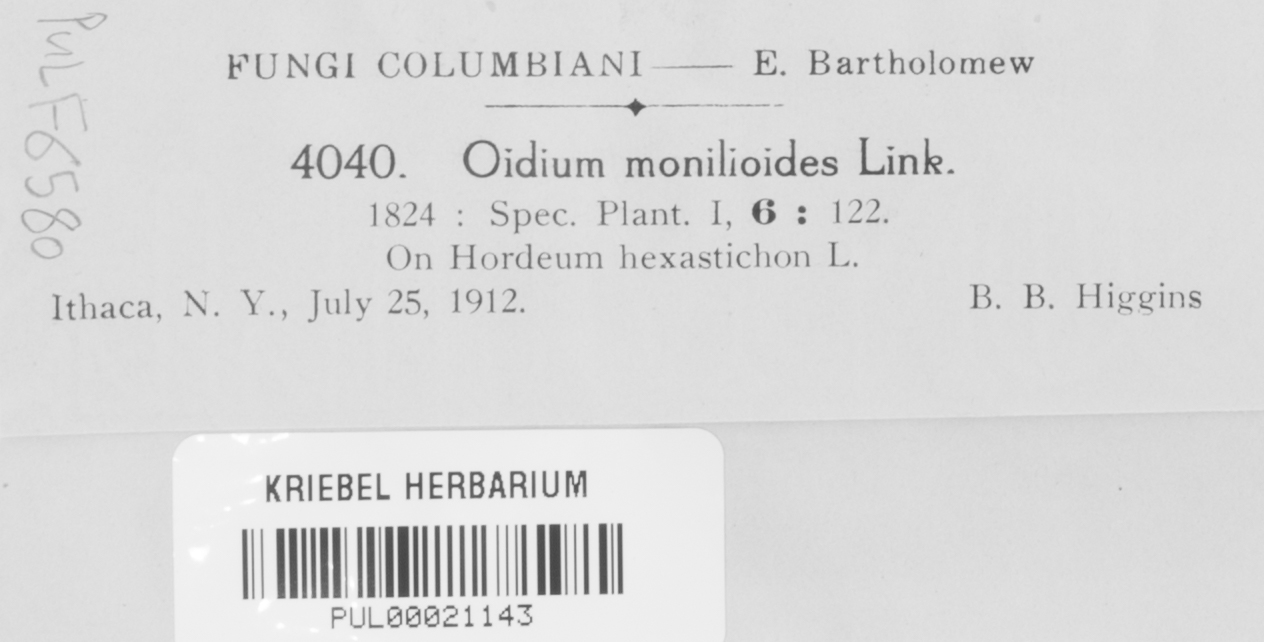 PUL F6580
FUNGI COLUMBIANI —— E. Bartholomew
4040. Oidium monilioides Link.
1824 : Spec. Plant. I, 6 : 122.
On Hordeum hexastichon L.
Ithaca, N. Y., July 25, 1912. B. B. Higgins
KRIEBEL HERBARIUM
PUL00021143